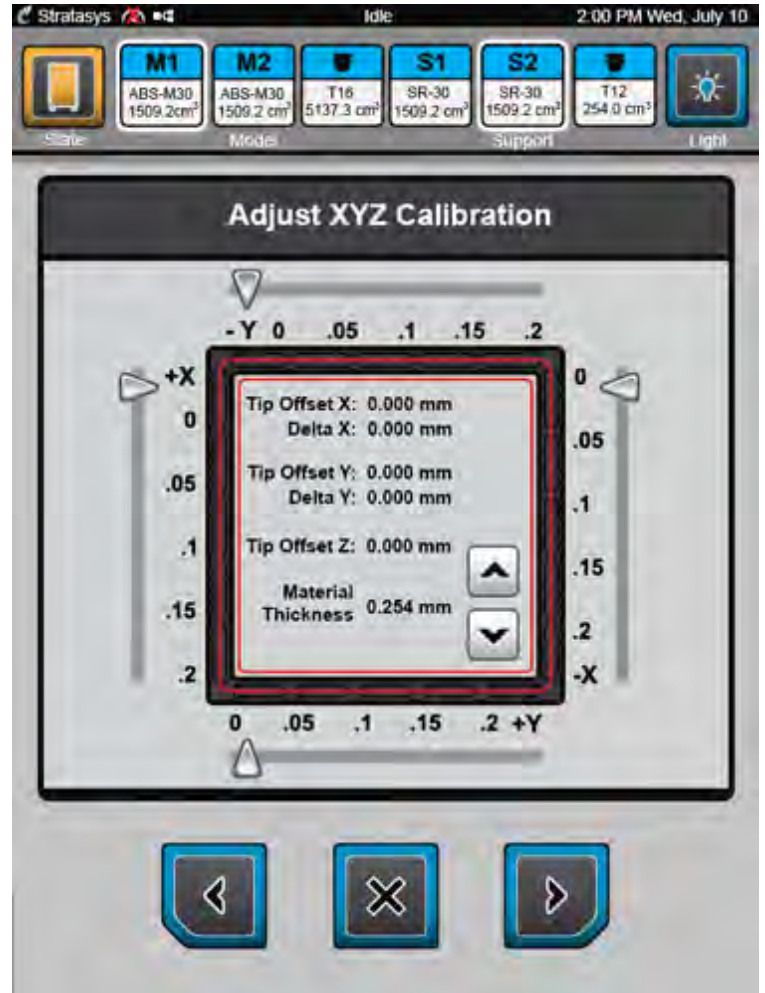 Stratasys Idle 2:00 PM Wed, July 10
M1 M2 S1 S2
ABS-M30 ABS-M30 T16 SR-30 SR-30 T12
1509.2cm³ 1509.2 cm³ 5137.3 cm³ 1509.2 cm³ 1509.2 cm³ 254.0 cm³
State Model Support Light
Adjust XYZ Calibration
- Y 0 .05 .1 .15 .2
+X 0
0 .05
.05 .1
.1 .15
.15 .2
.2 -X
Tip Offset X: 0.000 mm
Delta X: 0.000 mm
Tip Offset Y: 0.000 mm
Delta Y: 0.000 mm
Tip Offset Z: 0.000 mm
Material
Thickness 0.254 mm
0 .05 .1 .15 .2 +Y